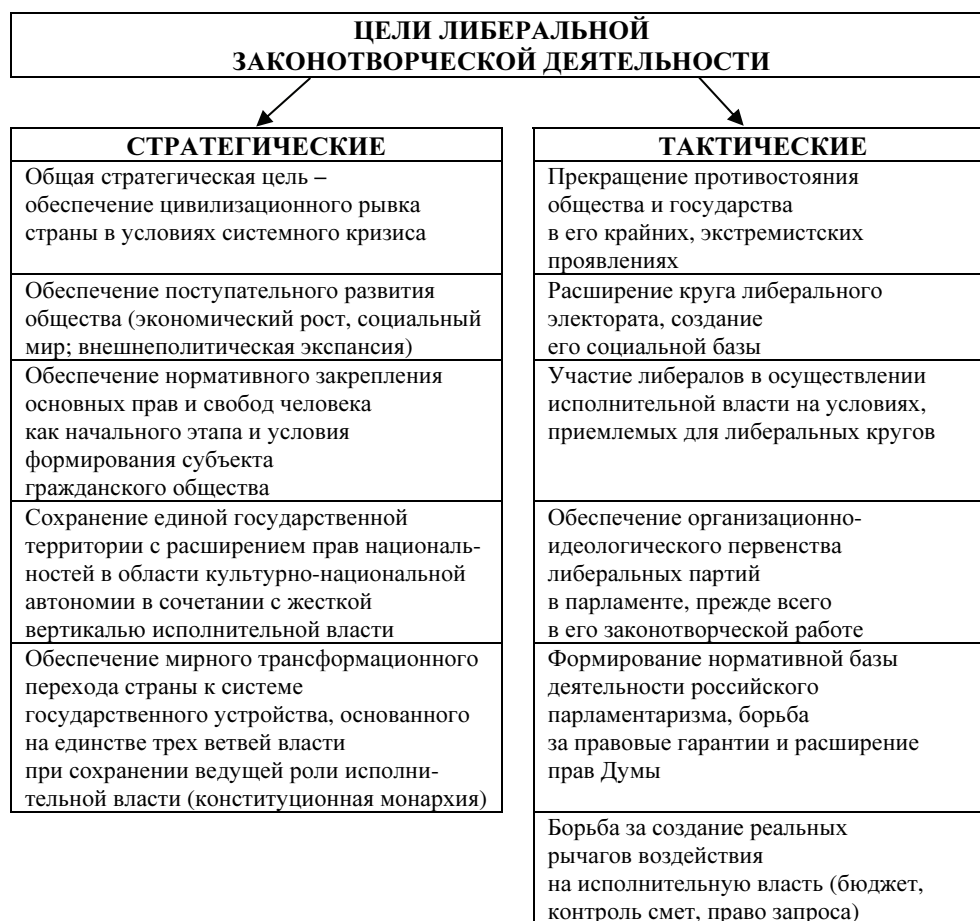 ЦЕЛИ ЛИБЕРАЛЬНОЙ
ЗАКОНОТВОРЧЕСКОЙ ДЕЯТЕЛЬНОСТИ
СТРАТЕГИЧЕСКИЕ
Общая стратегическая цель –
обеспечение цивилизационного рывка
страны в условиях системного кризиса
Обеспечение поступательного развития
общества (экономический рост, социальный
мир; внешнеполитическая экспансия)
Обеспечение нормативного закрепления
основных прав и свобод человека
как начального этапа и условия
формирования субъекта
гражданского общества
Сохранение единой государственной
территории с расширением прав националь-
ностей в области культурно-национальной
автономии в сочетании с жесткой
вертикалью исполнительной власти
Обеспечение мирного трансформационного
перехода страны к системе
государственного устройства, основанного
на единстве трех ветвей власти
при сохранении ведущей роли исполни-
тельной власти (конституционная монархия)
ТАКТИЧЕСКИЕ
Прекращение противостояния
общества и государства
в его крайних, экстремистских
проявлениях
Расширение круга либерального
электората, создание
его социальной базы
Участие либералов в осуществлении
исполнительной власти на условиях,
приемлемых для либеральных кругов
Обеспечение организационно-
идеологического первенства
либеральных партий
в парламенте, прежде всего
в его законотворческой работе
Формирование нормативной базы
деятельности российского
парламентаризма, борьба
за правовые гарантии и расширение
прав Думы
Борьба за создание реальных
рычагов воздействия
на исполнительную власть (бюджет,
контроль смет, право запроса)